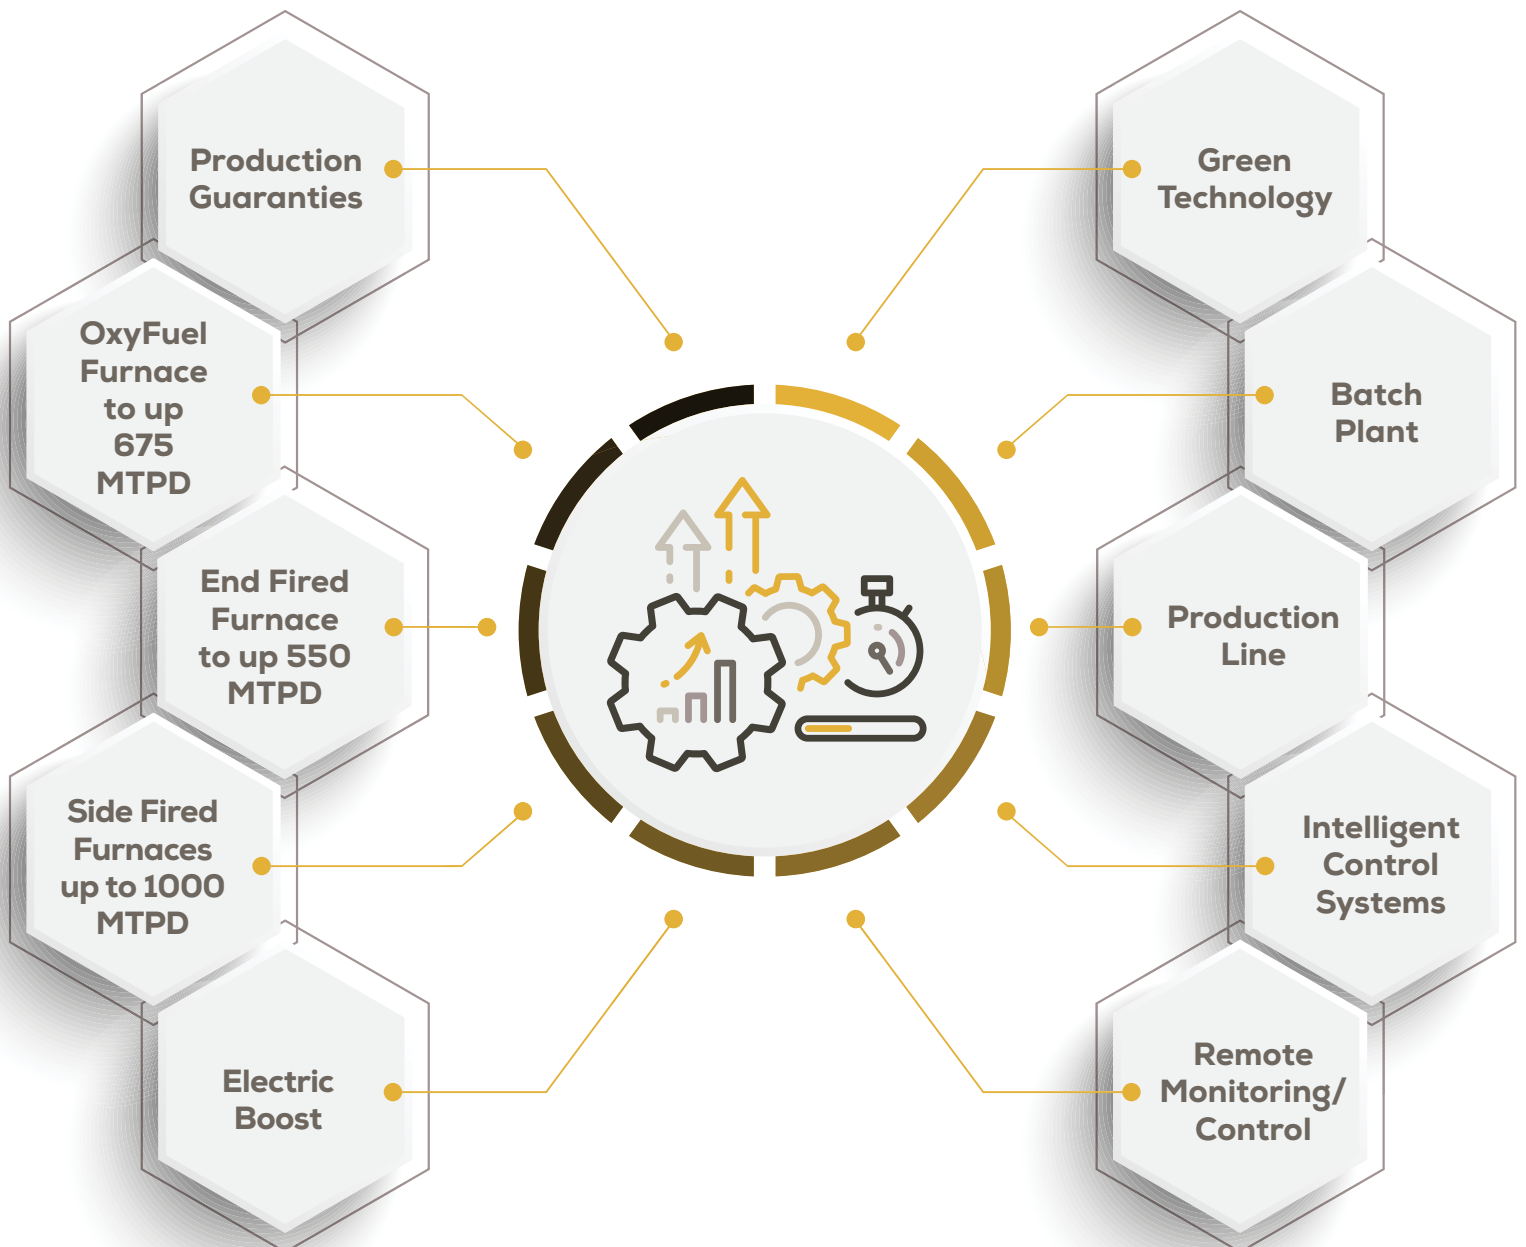 Production
Guaranties
OxyFuel
Furnace
to up
675
MTPD
End Fired
Furnace
to up 550
MTPD
Side Fired
Furnaces
up to 1000
MTPD
Electric
Boost
Green
Technology
Batch
Plant
Production
Line
Intelligent
Control
Systems
Remote
Monitoring/
Control